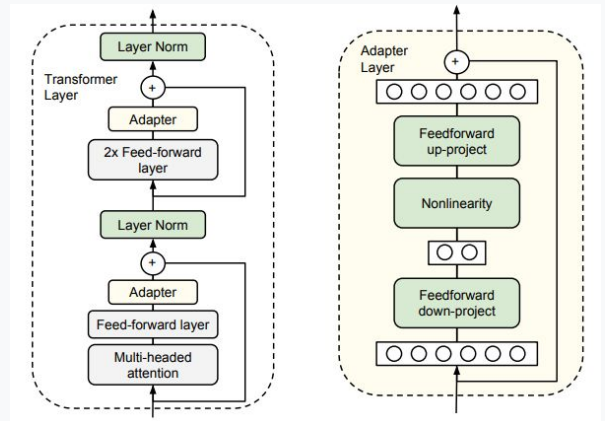 Layer Norm
Transformer
Layer
+
Adapter
2x Feed-forward
layer
Layer Norm
+
Adapter
Feed-forward layer
Multi-headed
attention
Adapter
Layer
+
Feedforward
up-project
Nonlinearity
Feedforward
down-project